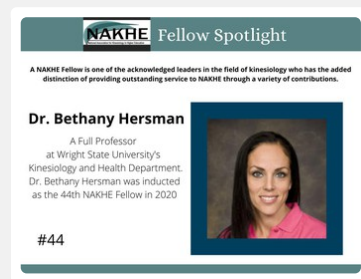 NAKHE Fellow Spotlight
A NAKHE Fellow is one of the acknowledged leaders in the field of kinesiology who has the added
distinction of providing outstanding service to NAKHE through a variety of contributions.
Dr. Bethany Hersman
A Full Professor
at Wright State University's
Kinesiology and Health Department.
Dr. Bethany Hersman was inducted
as the 44th NAKHE Fellow in 2020
#44